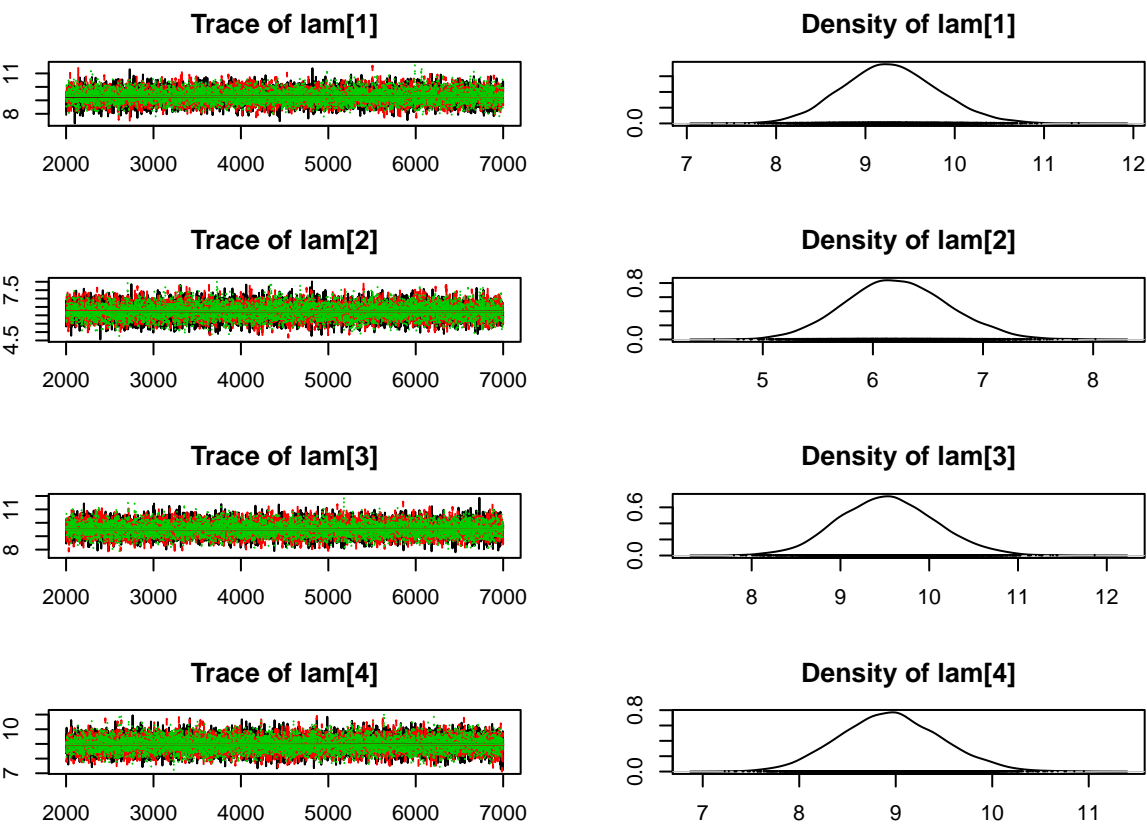 Trace of lam[1]
11
8
2000 3000 4000 5000 6000 7000
Density of lam[1]
0.0
7 8 9 10 11 12
Trace of lam[2]
7.5
4.5
2000 3000 4000 5000 6000 7000
Density of lam[2]
0.8
0.0
5 6 7 8
Trace of lam[3]
11
8
2000 3000 4000 5000 6000 7000
Density of lam[3]
0.6
0.0
8 9 10 11 12
Trace of lam[4]
10
7
2000 3000 4000 5000 6000 7000
Density of lam[4]
0.8
0.0
7 8 9 10 11